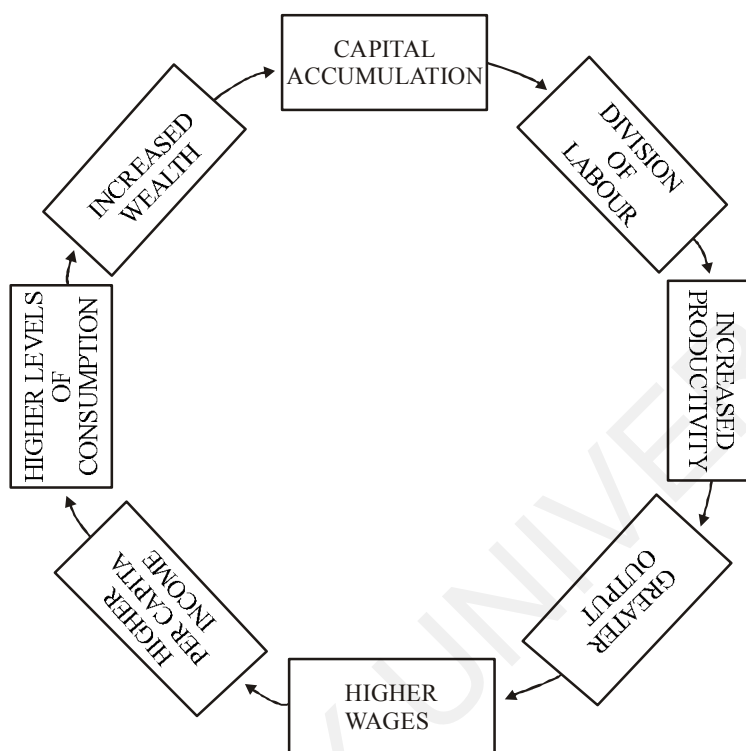 CAPITAL
ACCUMULATION
DIVISION
OF
LABOUR
INCREASED
PRODUCTIVITY
GREATER
OUTPUT
HIGHER
WAGES
HIGHER
PER CAPITA
INCOME
HIGHER LEVELS
OF
CONSUMPTION
INCREASED
WEALTH